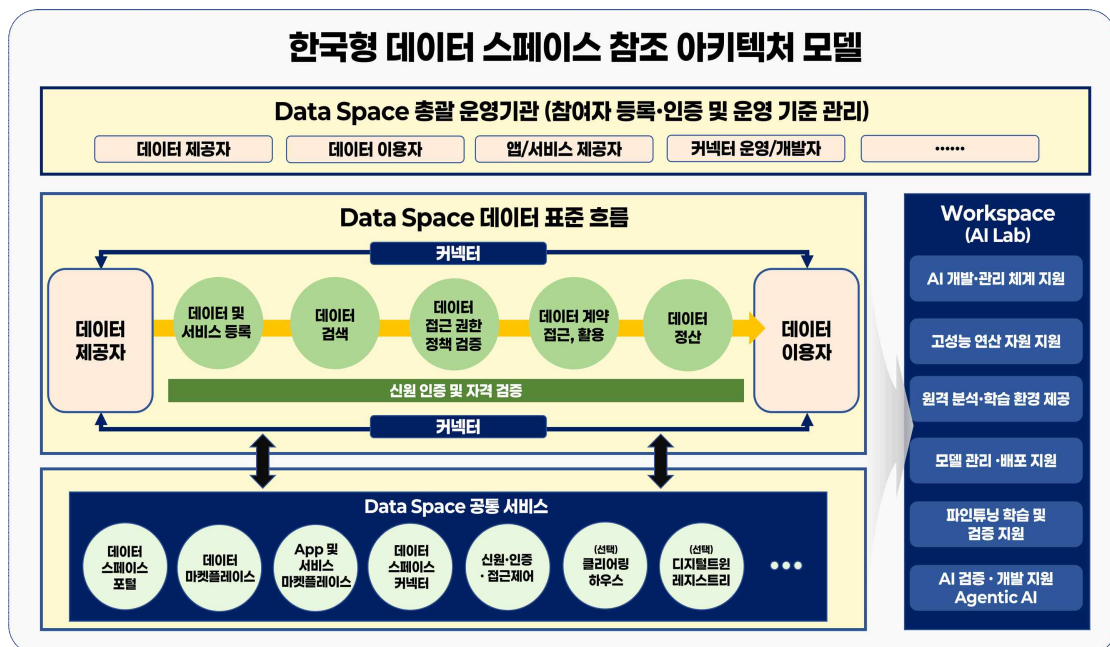 한국형 데이터 스페이스 참조 아키텍처 모델
Data Space 총괄 운영기관 (참여자 등록·인증 및 운영 기준 관리)
데이터 제공자
데이터 이용자
앱/서비스 제공자
커넥터 운영/개발자
······
Data Space 데이터 표준 흐름
커넥터
데이터
제공자
데이터 및
서비스 등록
데이터
검색
데이터
접근 권한
정책 검증
데이터 계약
접근, 활용
데이터
정산
데이터
이용자
신원 인증 및 자격 검증
커넥터
Data Space 공통 서비스
데이터
스페이스
포털
데이터
마켓플레이스
App 및
서비스
마켓플레이스
데이터
스페이스
커넥터
신원·인증
· 접근제어
(선택)
클리어링
하우스
(선택)
디지털트윈
레지스트리
•••
Workspace
(AI Lab)
AI 개발·관리 체계 지원
고성능 연산 자원 지원
원격 분석·학습 환경 제공
모델 관리 ·배포 지원
파인튜닝 학습 및
검증 지원
AI 검증 · 개발 지원
Agentic AI